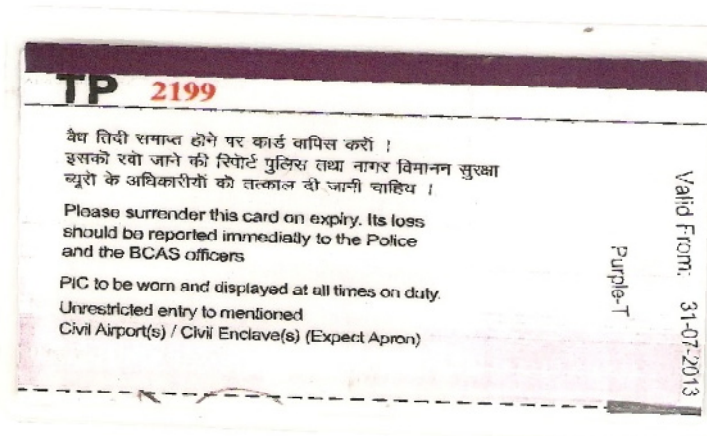 TP 2199
वैध तिदी समाप्त होने पर कार्ड वापिस करों ।
इसको रवो जाने की रिपोर्ट पुलिस तथा नागर विमानन सुरक्षा
ब्यूरो के अधिकारीयों को तत्काल दी जानी चाहिय ।
Please surrender this card on expiry. Its loss
should be reported immediatly to the Police
and the BCAS officers
PIC to be worn and displayed at all times on duty.
Unrestricted entry to mentioned
Civil Airport(s) / Civil Enclave(s) (Expect Apron)
Purple-T
Valid From: 31-07-2013